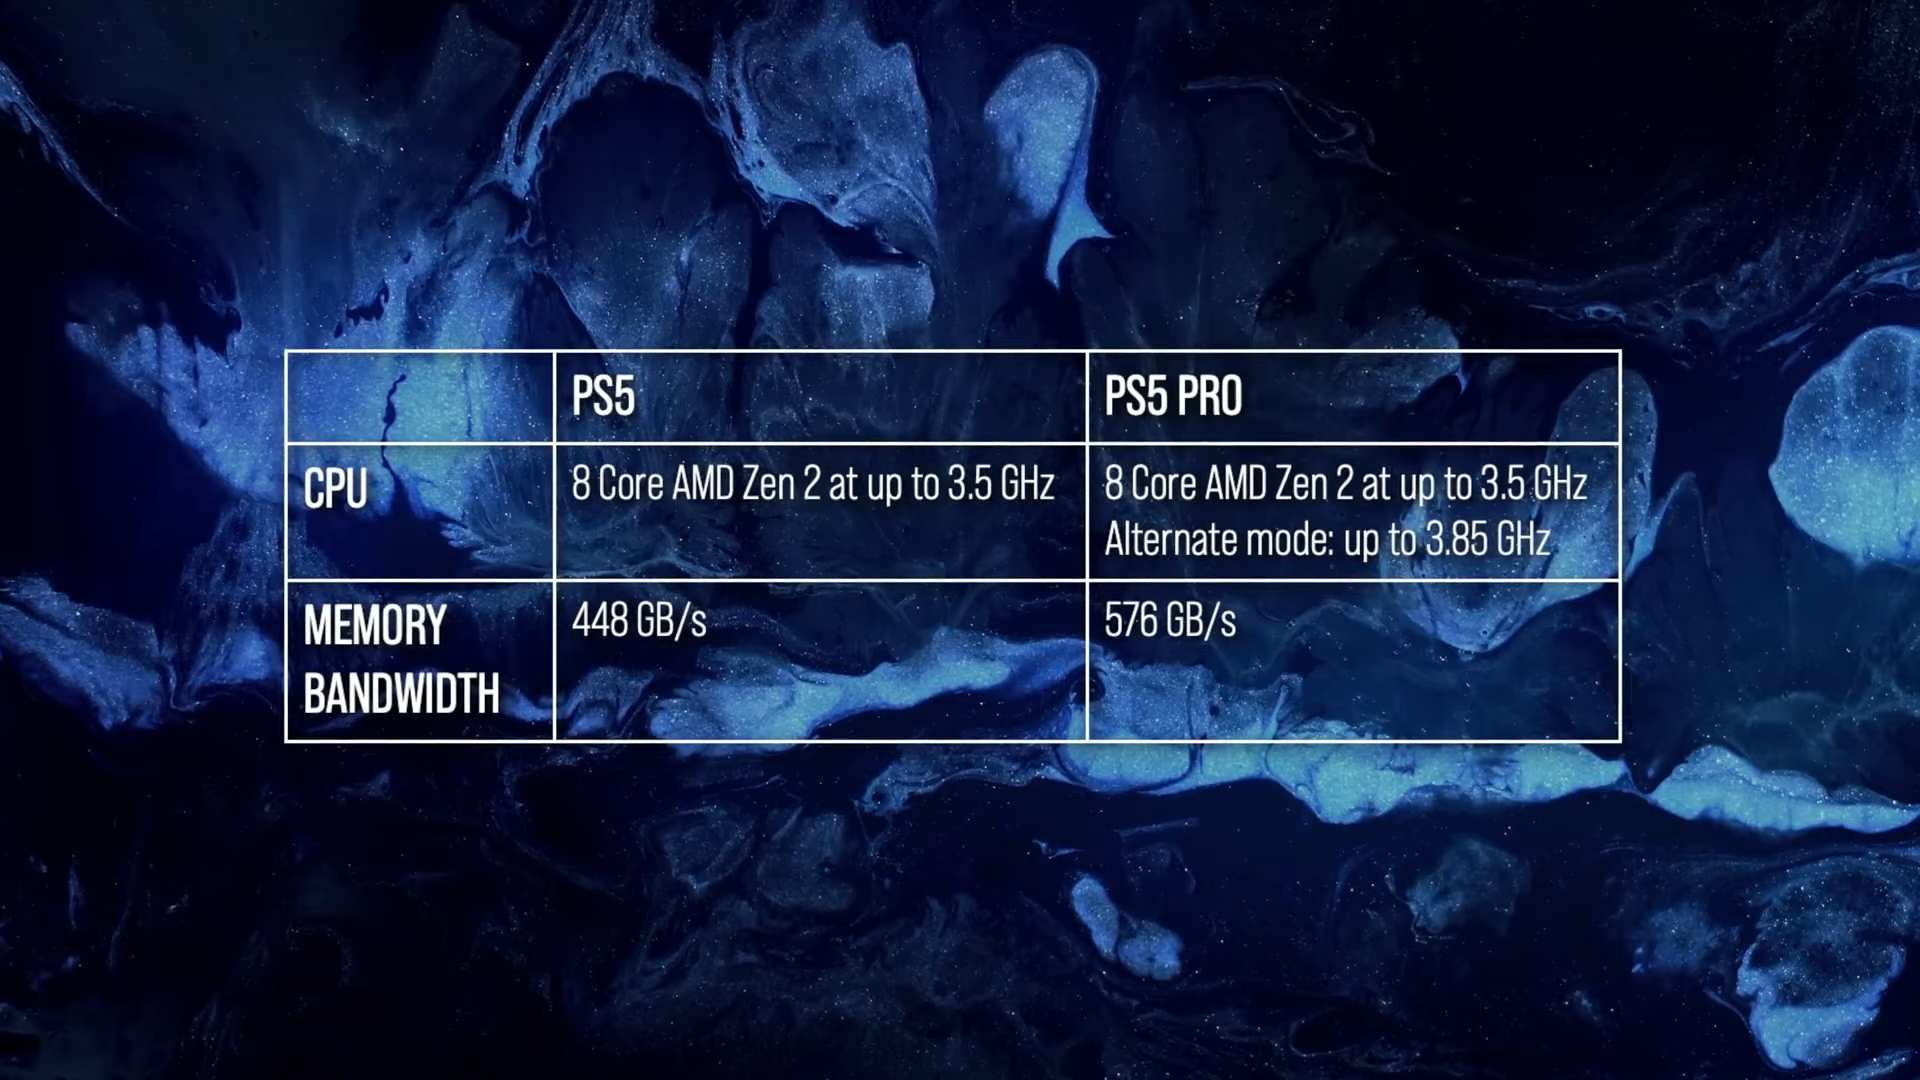 PS5
PS5 PRO
CPU
8 Core AMD Zen 2 at up to 3.5 GHz
8 Core AMD Zen 2 at up to 3.5 GHz
Alternate mode: up to 3.85 GHz
MEMORY
BANDWIDTH
448 GB/s
576 GB/s